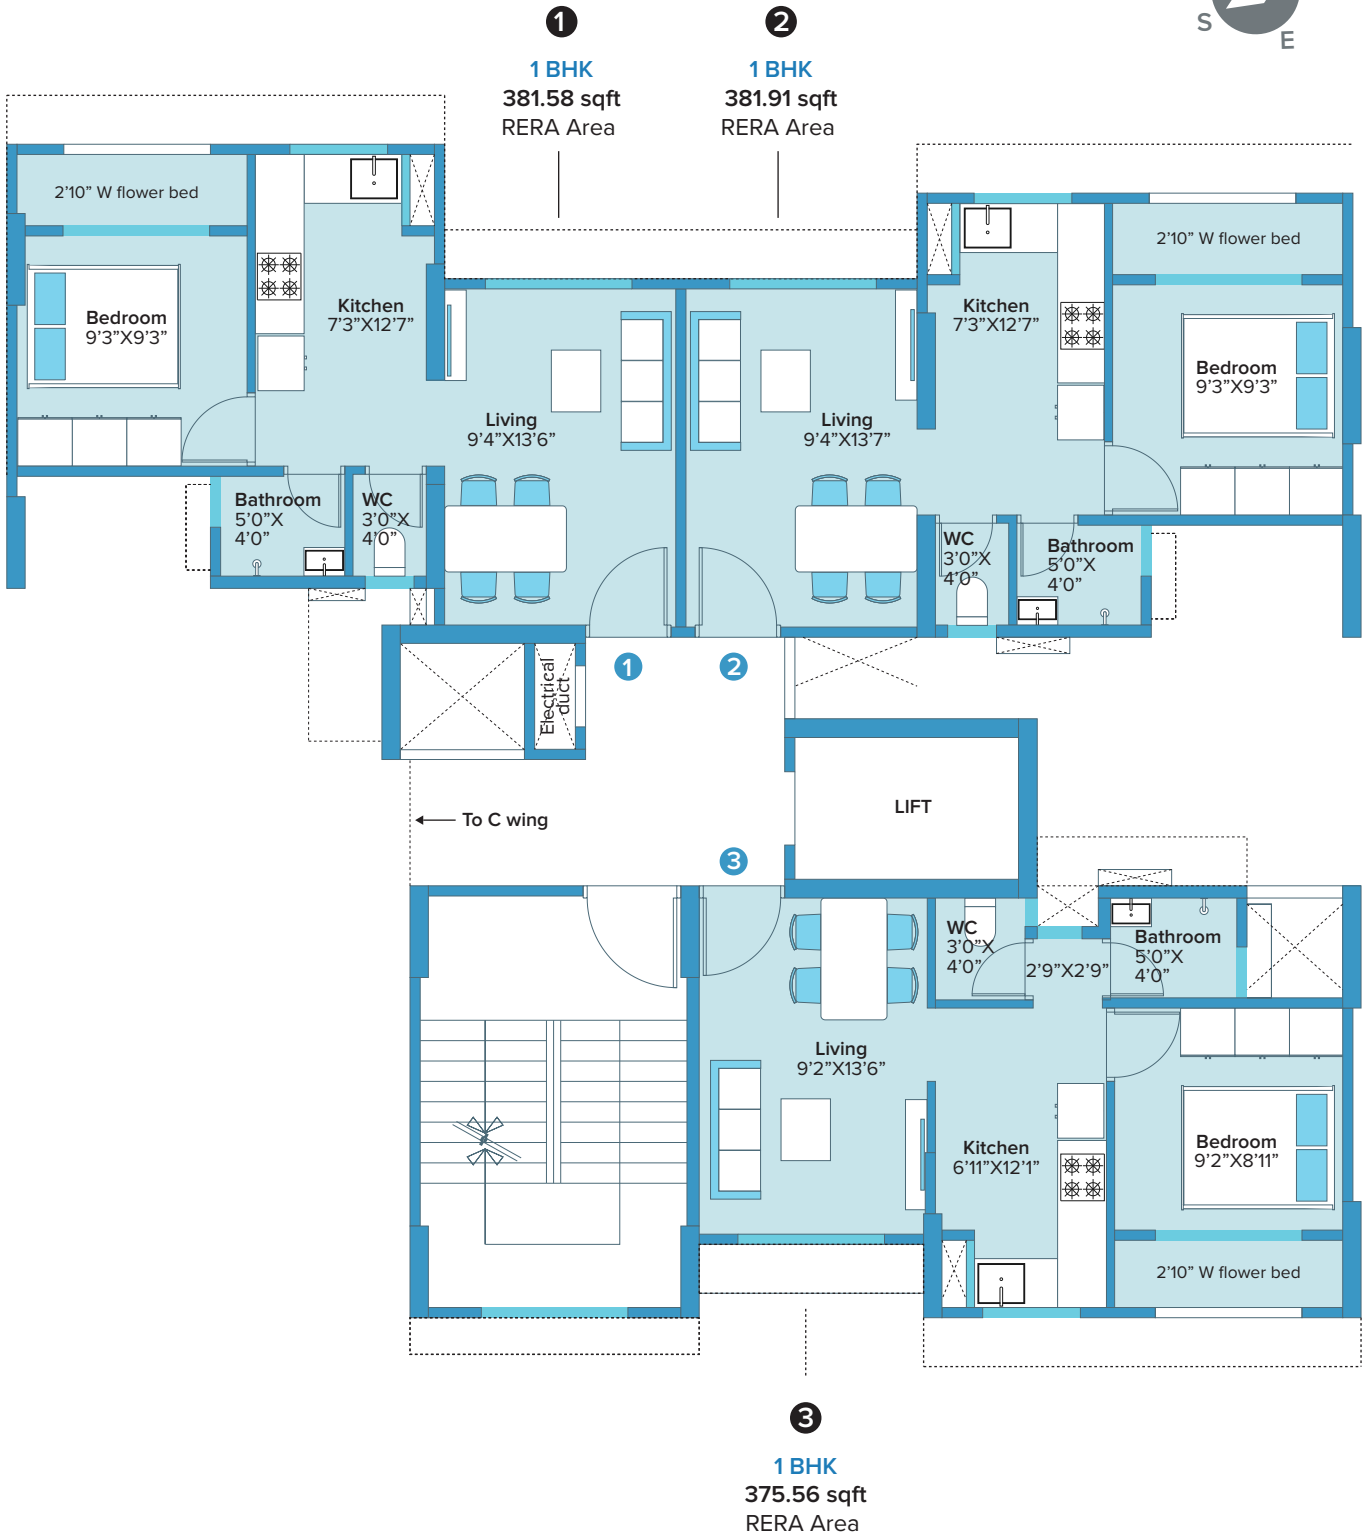 1
2
S
E
1 BHK
381.58 sqft
RERA Area
1 BHK
381.91 sqft
RERA Area
2'10” W flower bed
Bedroom
9'3”X9'3”
Kitchen
7'3”X12'7”
Living
9'4”X13'6”
Bathroom
5'0”X
4'0”
WC
3'0”X
4'0”
Living
9'4”X13'7”
Kitchen
7'3”X12'7”
2'10” W flower bed
Bedroom
9'3”X9'3”
WC
3'0”X
4'0”
Bathroom
5'0”X
4'0”
1
2
Electrical
duct
To C wing
LIFT
3
WC
3'0”X
4'0”
2'9”X2'9”
Bathroom
5'0”X
4'0”
Living
9'2”X13'6”
Kitchen
6'11”X12'1”
Bedroom
9'2”X8'11”
2'10” W flower bed
3
1 BHK
375.56 sqft
RERA Area